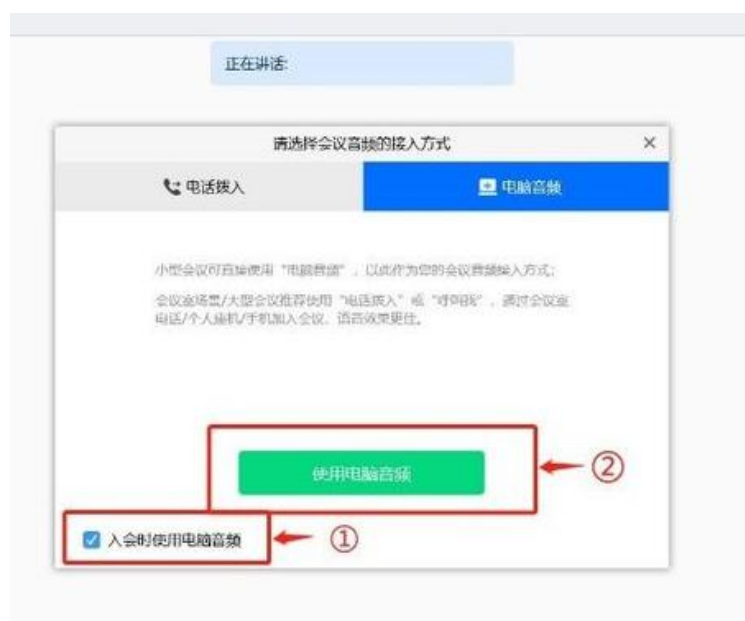 正在讲话:
请选择会议音频的接入方式
电话拨入
电脑音频
小型会议可直接使用“电脑音频”，以此作为您的会议音频接入方式;
会议室场景/大型会议推荐使用“电话拨入”或“呼叫我”，通过会议室
电话/个人座机/手机加入会议，语音效果更佳。
使用电脑音频
②
入会时使用电脑音频
①